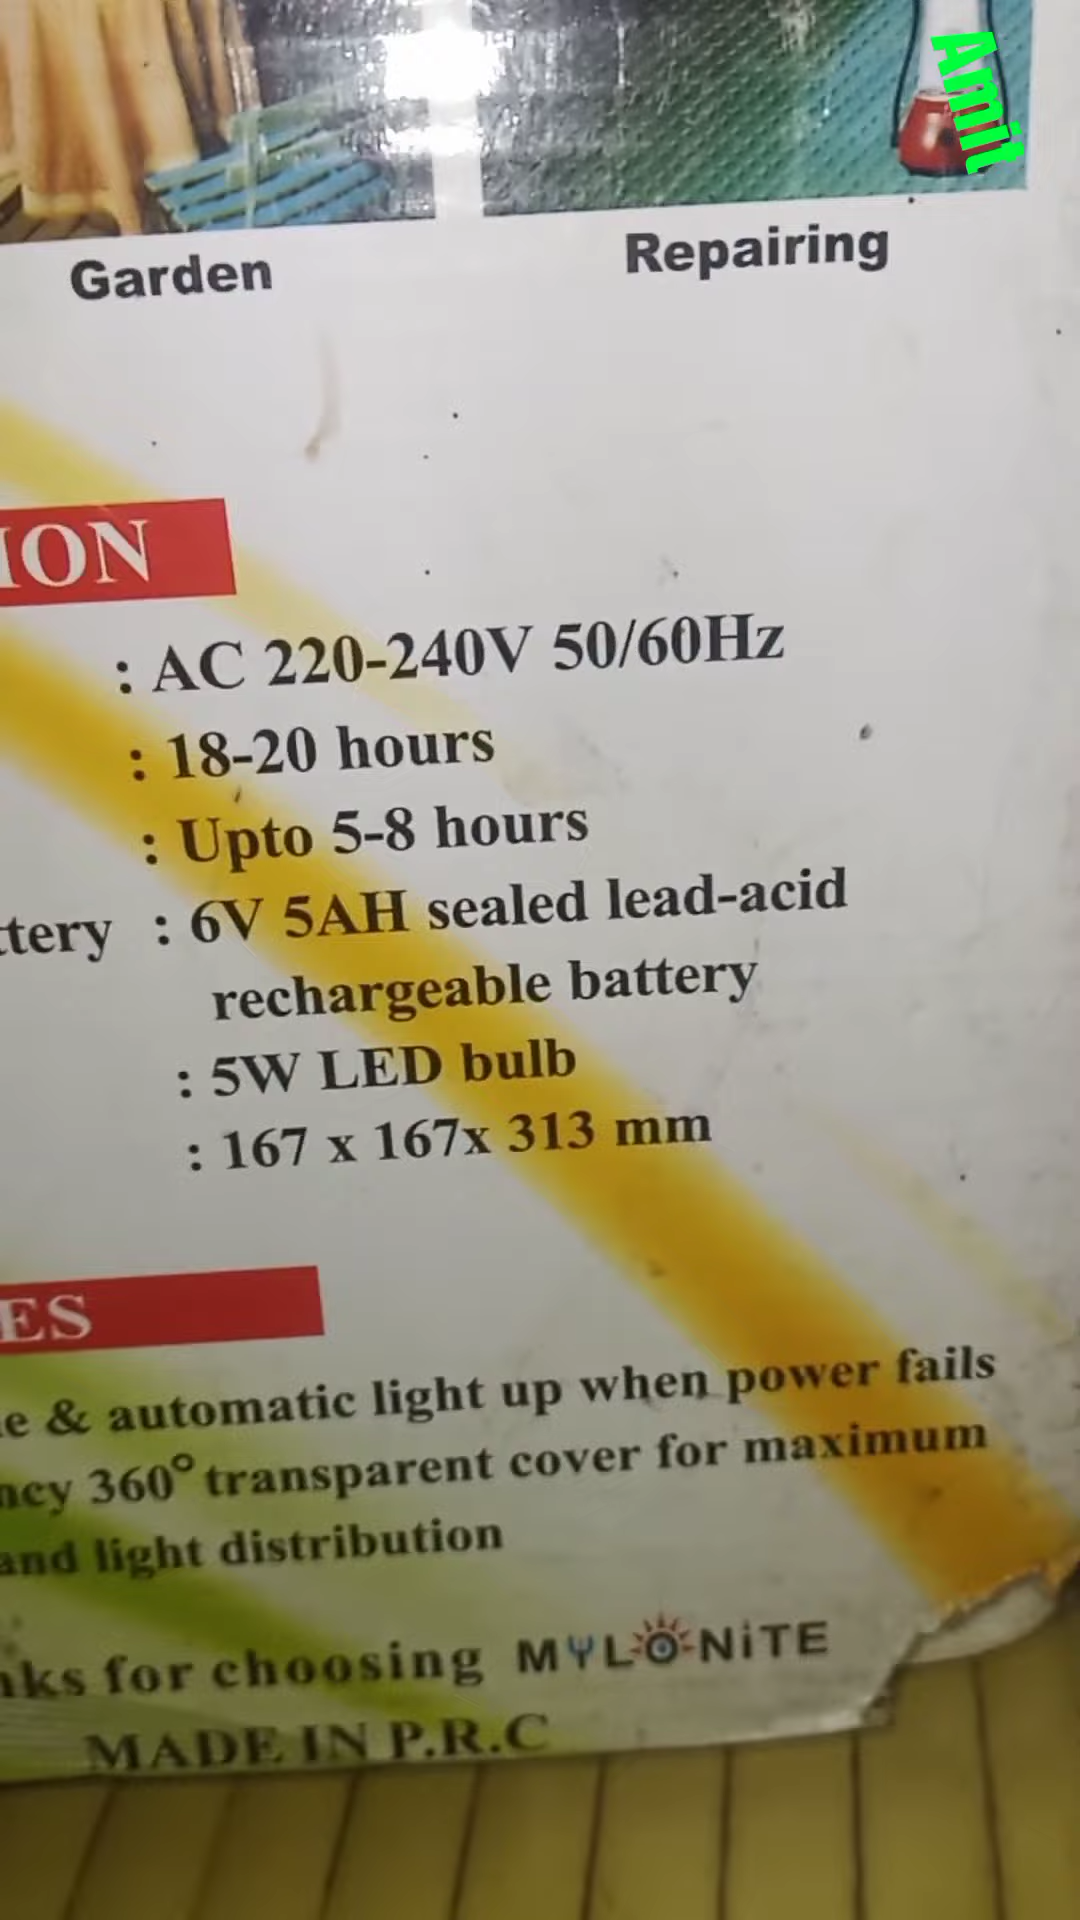 Amit
Garden
Repairing
ION
: AC 220-240V 50/60Hz
: 18-20 hours
: Upto 5-8 hours
ttery : 6V 5AH sealed lead-acid
rechargeable battery
: 5W LED bulb
: 167 x 167x 313 mm
ES
e & automatic light up when power fails
ncy 360° transparent cover for maximum
and light distribution
nks for choosing MYLONiTE
MADE IN P.R.C